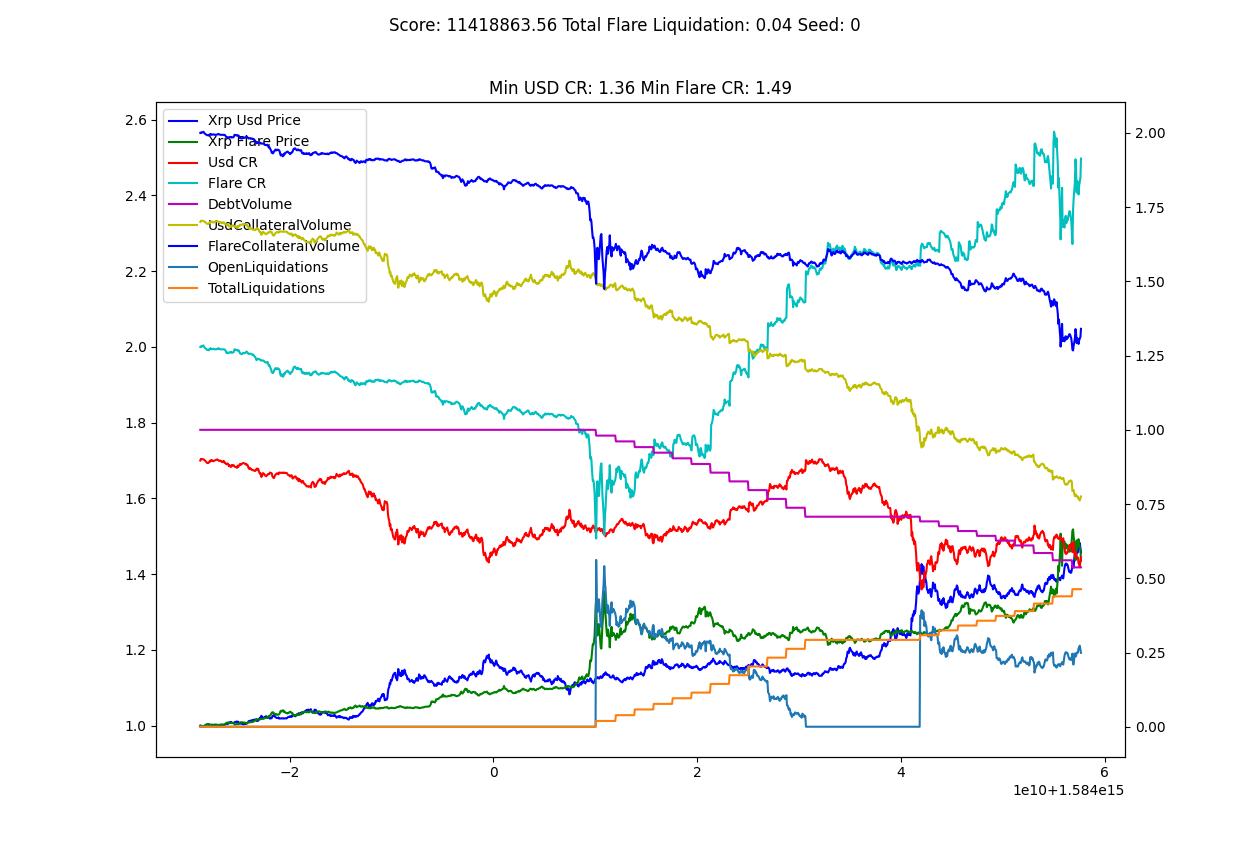 Score: 11418863.56 Total Flare Liquidation: 0.04 Seed: 0
Min USD CR: 1.36 Min Flare CR: 1.49
Xrp Usd Price
Xrp Flare Price
Usd CR
Flare CR
DebtVolume
UsdCollateralVolume
FlareCollateralVolume
OpenLiquidations
TotalLiquidations
2.6
2.4
2.2
2.0
1.8
1.6
1.4
1.2
1.0
2.00
1.75
1.50
1.25
1.00
0.75
0.50
0.25
0.00
−2 0 2 4 6
1e10+1.584e15